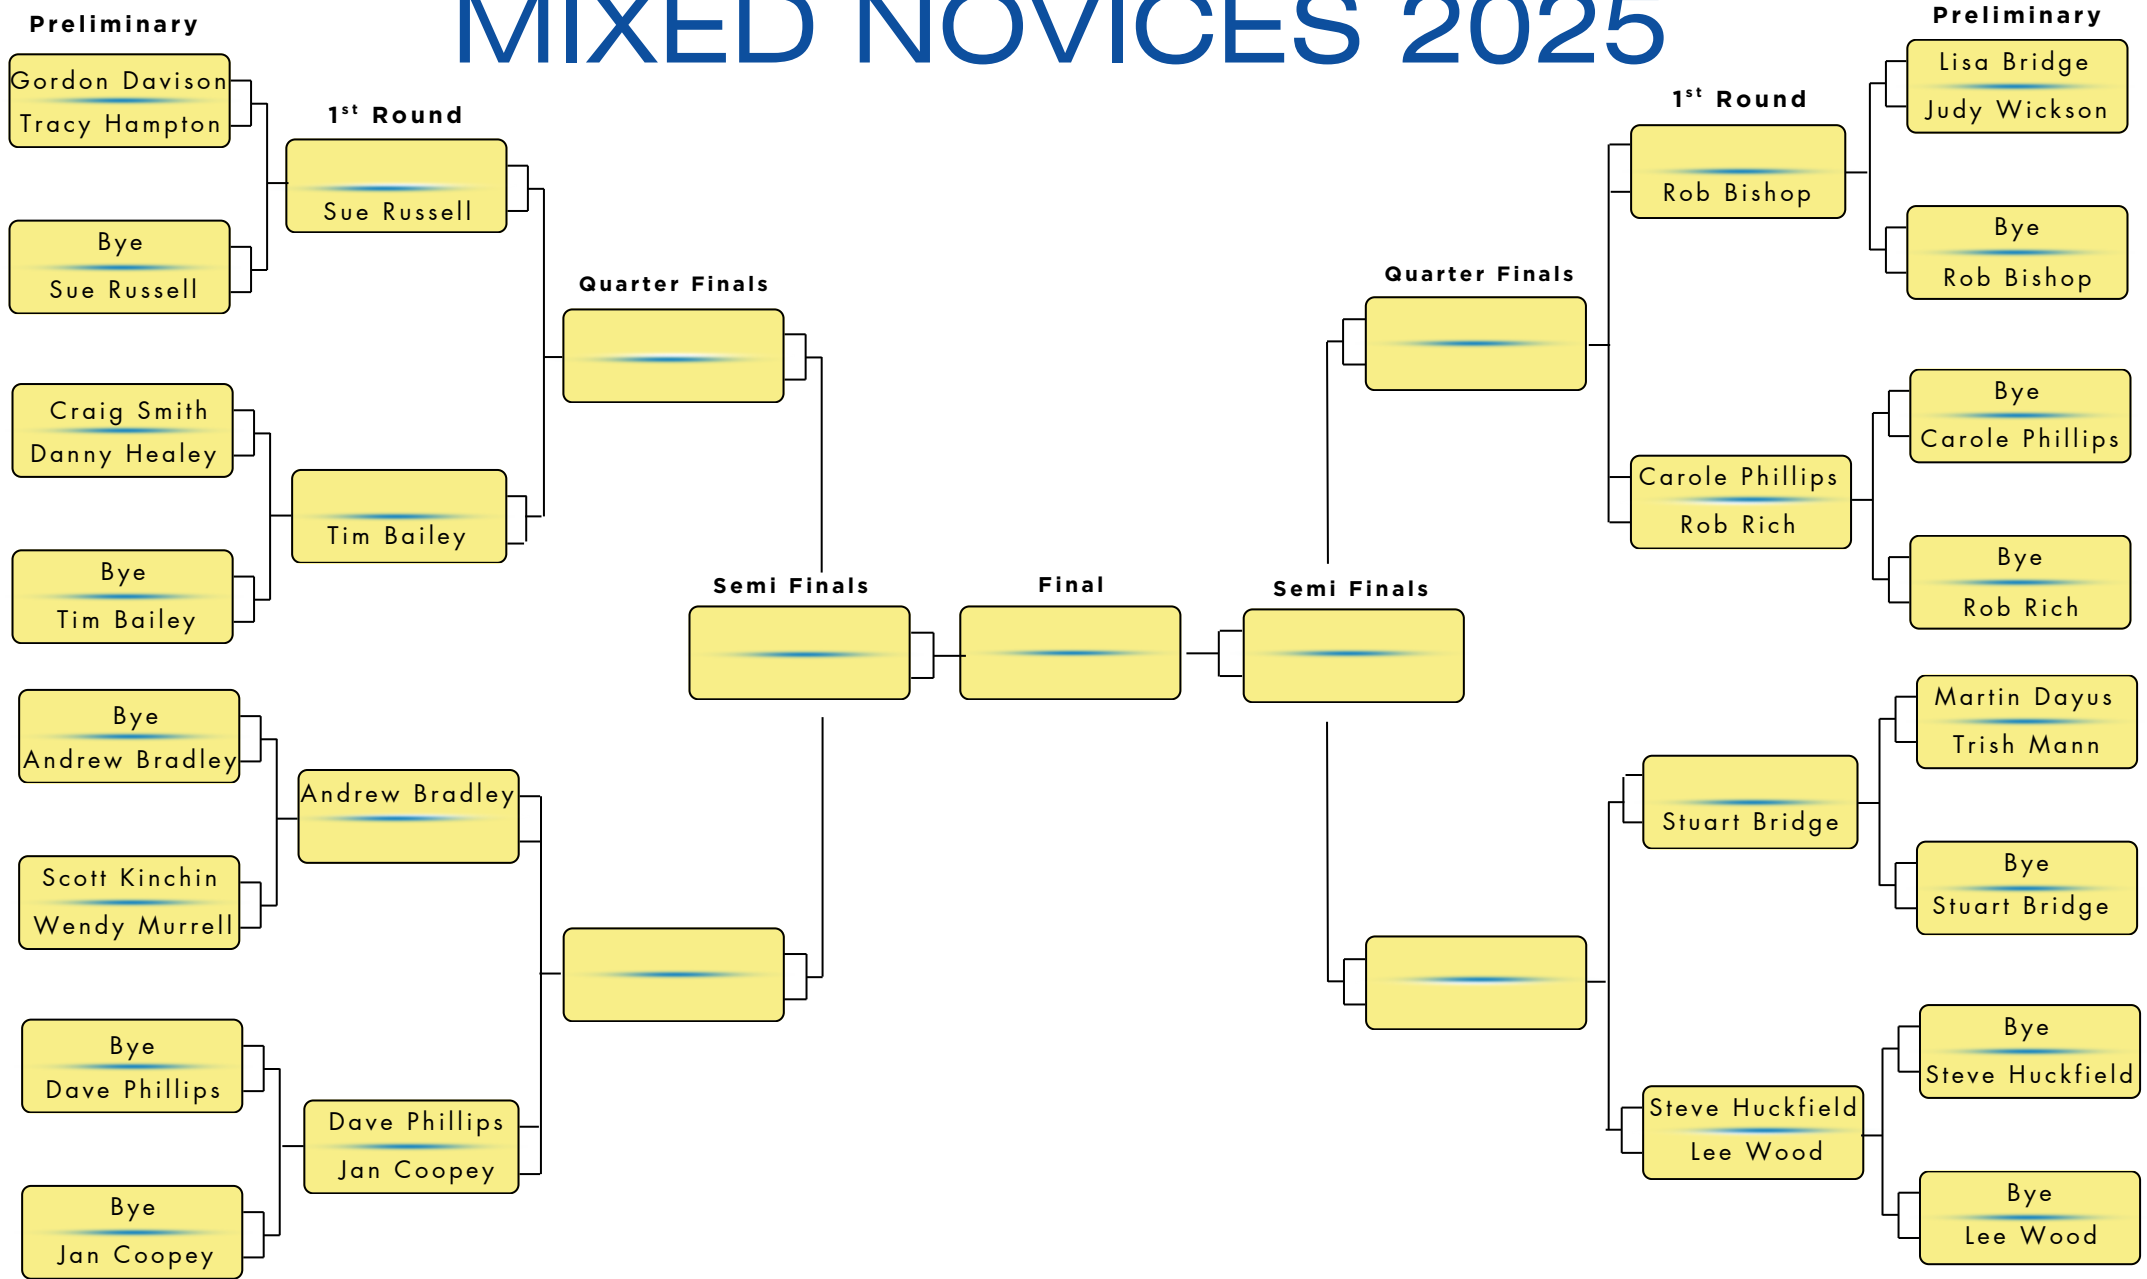 MIXED NOVICES 2025
Preliminary
Gordon Davison
Tracy Hampton
Bye
Sue Russell
Craig Smith
Danny Healey
Bye
Tim Bailey
Bye
Andrew Bradley
Scott Kinchin
Wendy Murrell
Bye
Dave Phillips
Bye
Jan Coopey
1st Round
Sue Russell
Tim Bailey
Andrew Bradley
Dave Phillips
Jan Coopey
Quarter Finals
Semi Finals
Final
Semi Finals
Quarter Finals
1st Round
Rob Bishop
Carole Phillips
Rob Rich
Stuart Bridge
Steve Huckfield
Lee Wood
Preliminary
Lisa Bridge
Judy Wickson
Bye
Rob Bishop
Bye
Carole Phillips
Bye
Rob Rich
Martin Dayus
Trish Mann
Bye
Stuart Bridge
Bye
Steve Huckfield
Bye
Lee Wood